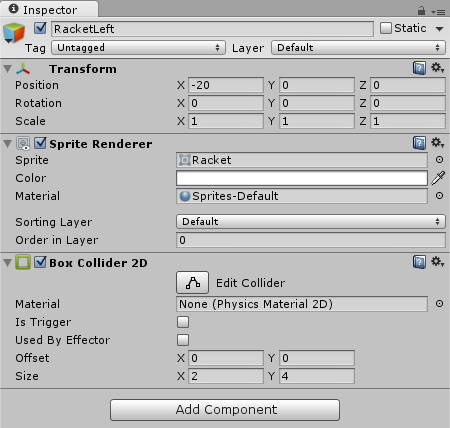 Inspector
RacketLeft Static
Tag Untagged Layer Default
Transform
Position X -20 Y 0 Z 0
Rotation X 0 Y 0 Z 0
Scale X 1 Y 1 Z 1
Sprite Renderer
Sprite Racket
Color
Material Sprites-Default
Sorting Layer Default
Order in Layer 0
Box Collider 2D
Edit Collider
Material None (Physics Material 2D)
Is Trigger
Used By Effector
Offset X 0 Y 0
Size X 2 Y 4
Add Component